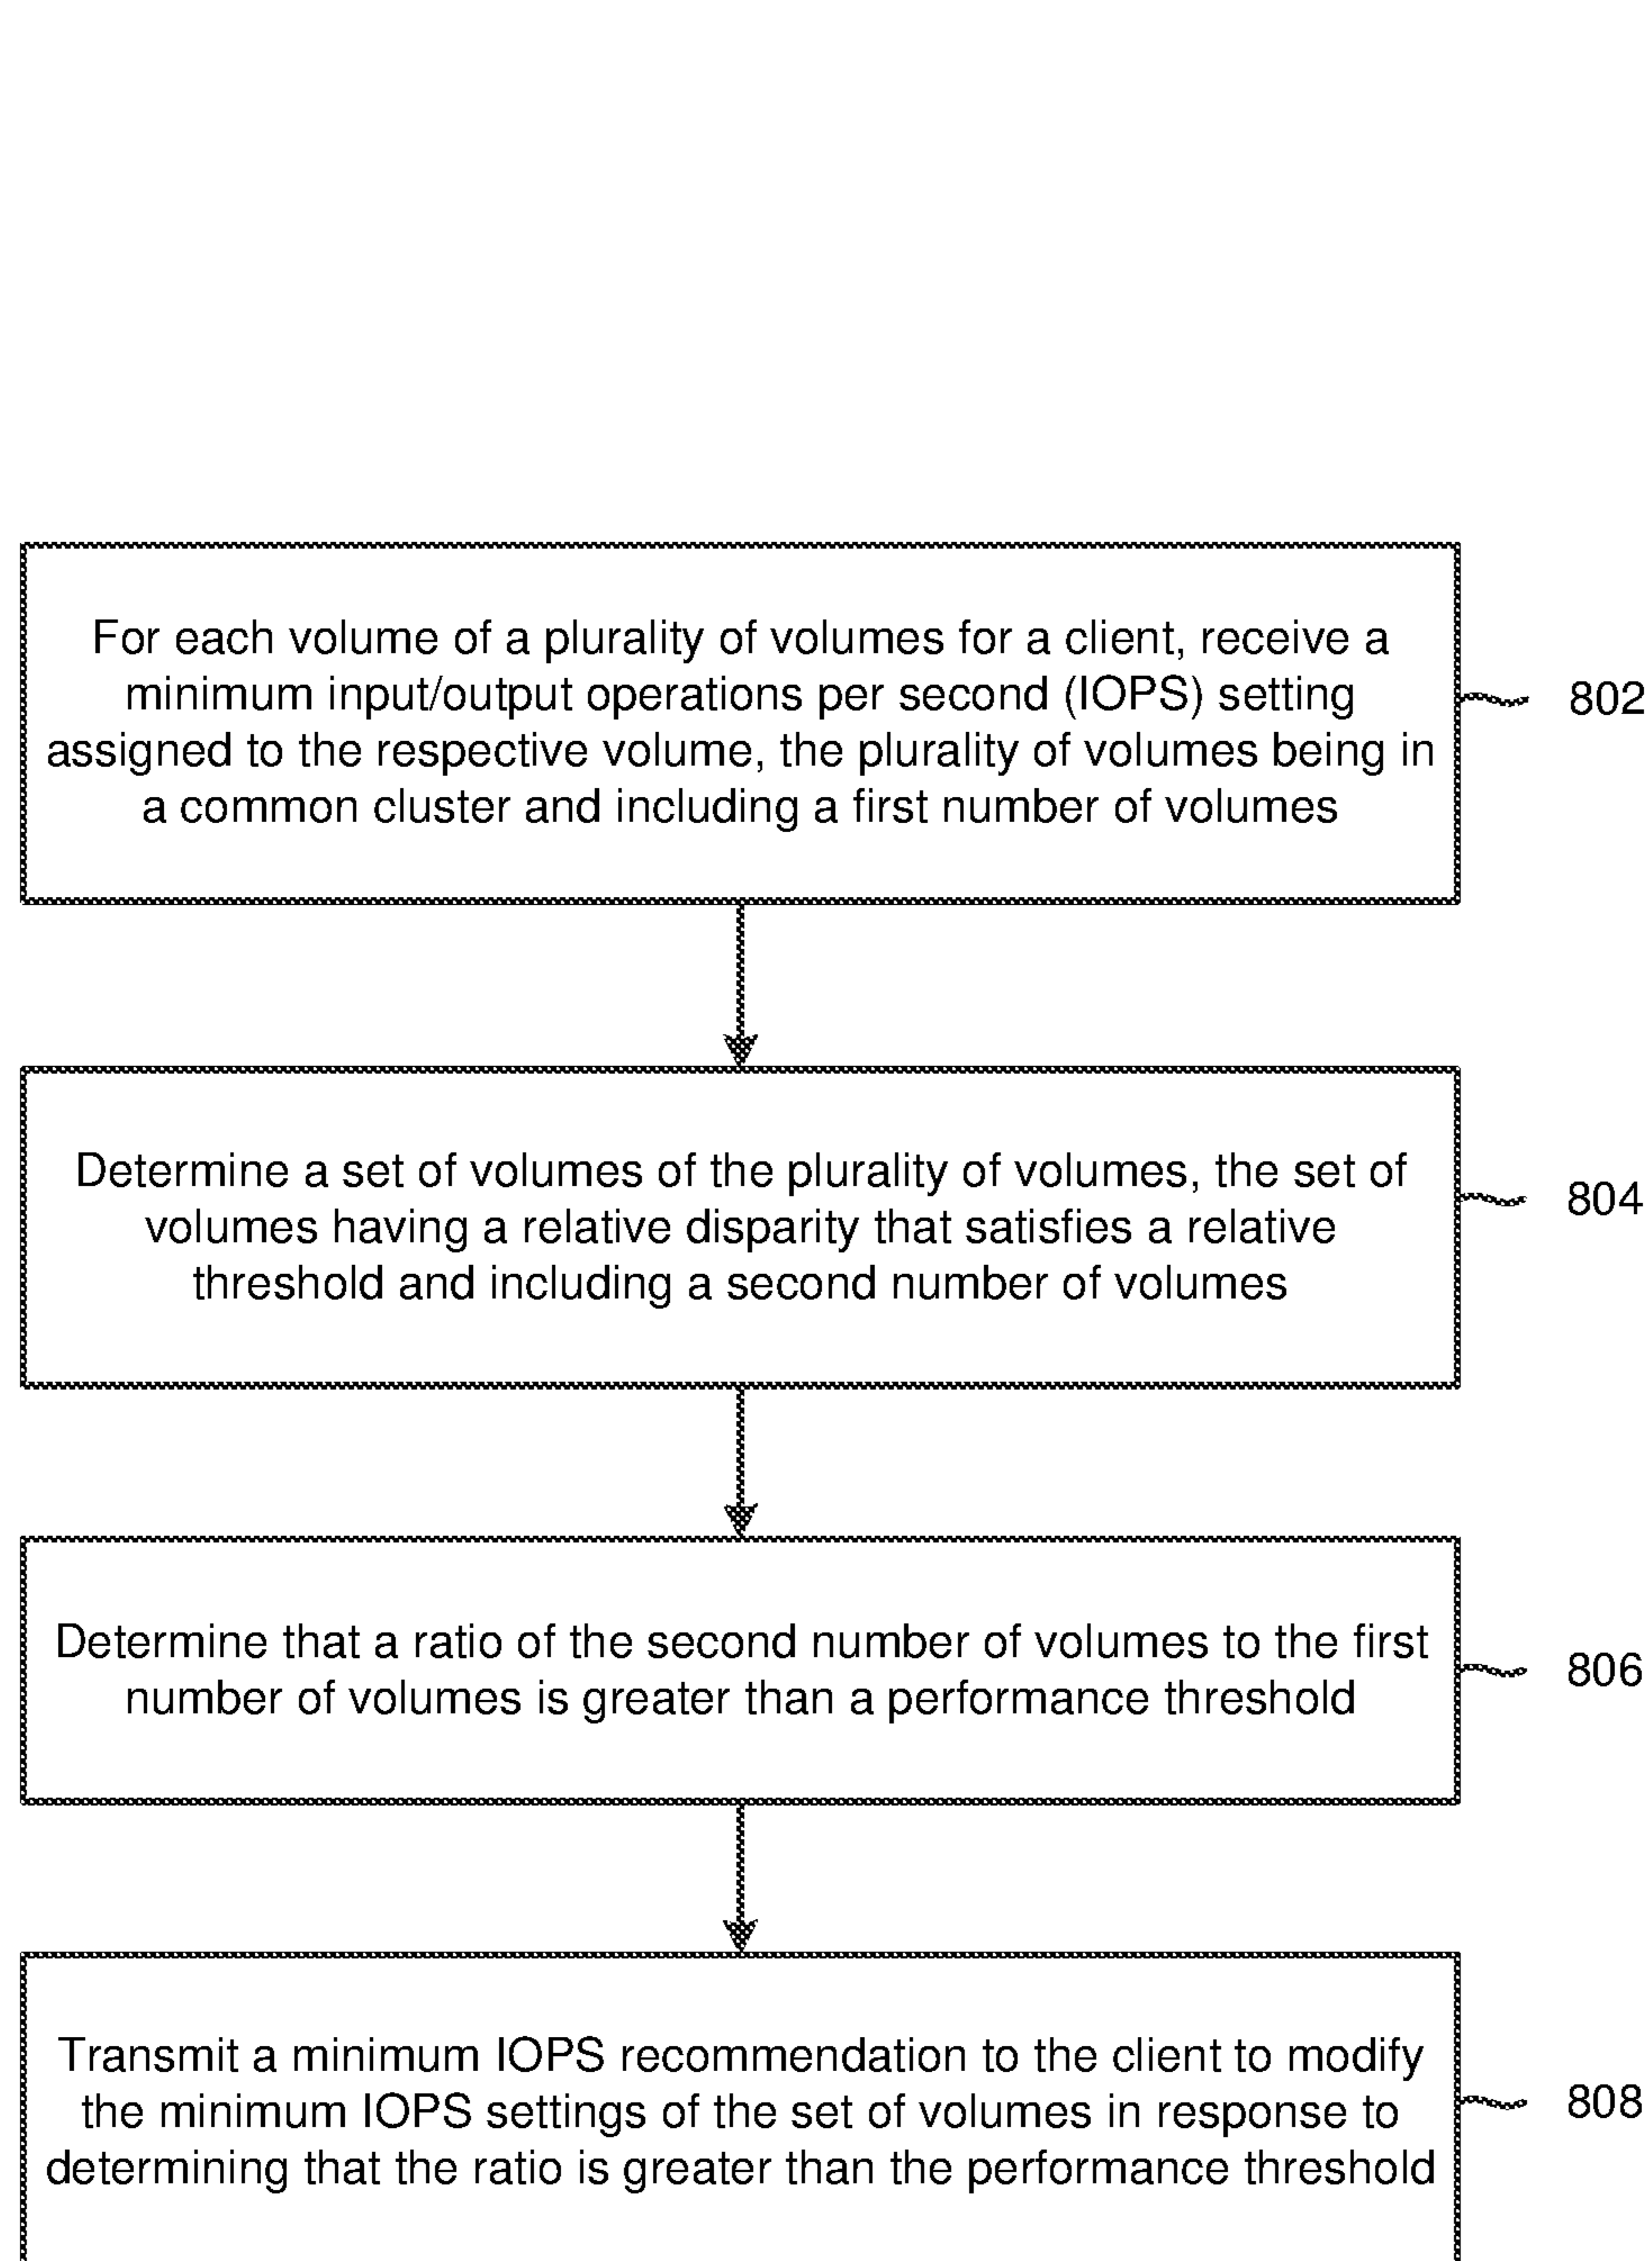 For each volume of a plurality of volumes for a client, receive a
minimum input/output operations per second (IOPS) setting
assigned to the respective volume, the plurality of volumes being in
a common cluster and including a first number of volumes
802
Determine a set of volumes of the plurality of volumes, the set of
volumes having a relative disparity that satisfies a relative
threshold and including a second number of volumes
804
Determine that a ratio of the second number of volumes to the first
number of volumes is greater than a performance threshold
806
Transmit a minimum IOPS recommendation to the client to modify
the minimum IOPS settings of the set of volumes in response to
determining that the ratio is greater than the performance threshold
808